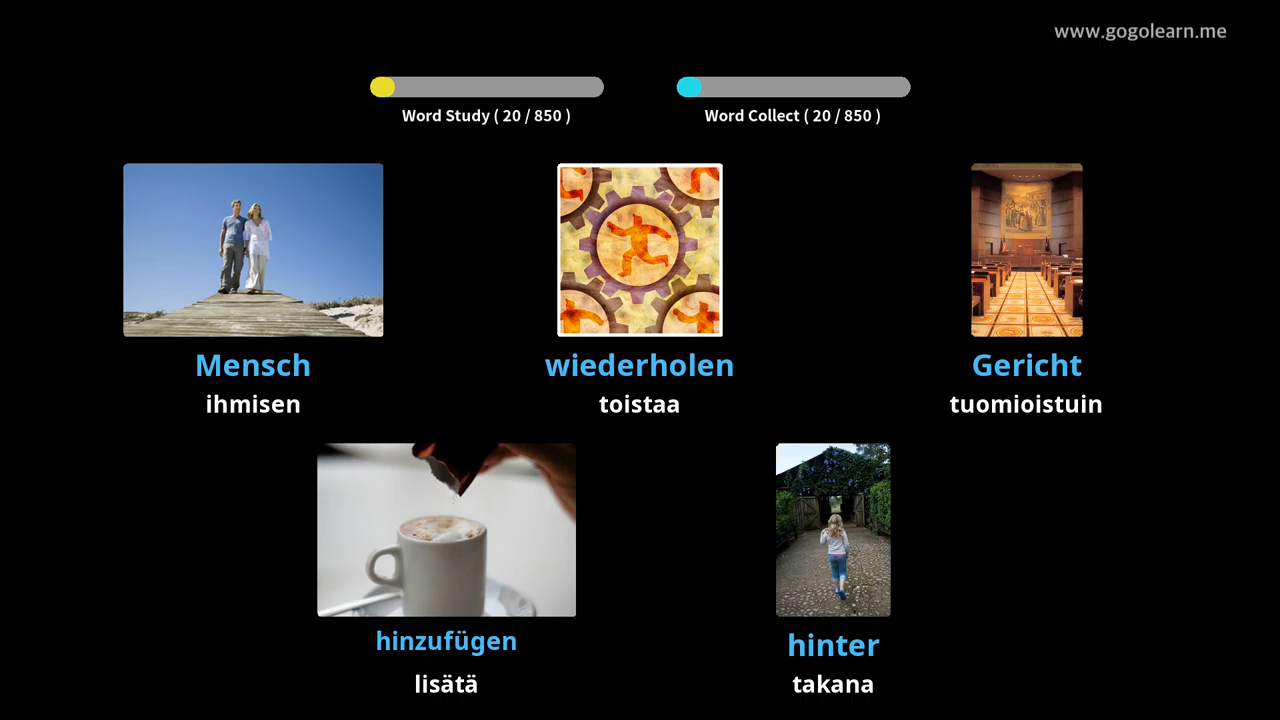 www.gogolearn.me
Word Study ( 20 / 850 )
Word Collect ( 20 / 850 )
Mensch
ihmisen
wiederholen
toistaa
Gericht
tuomioistuin
hinzufügen
lisätä
hinter
takana